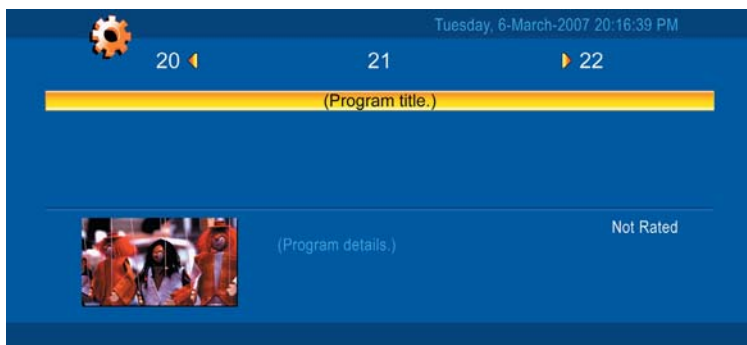 Tuesday, 6-March-2007 20:16:39 PM
20 21 22
(Program title.)
Not Rated
(Program details.)